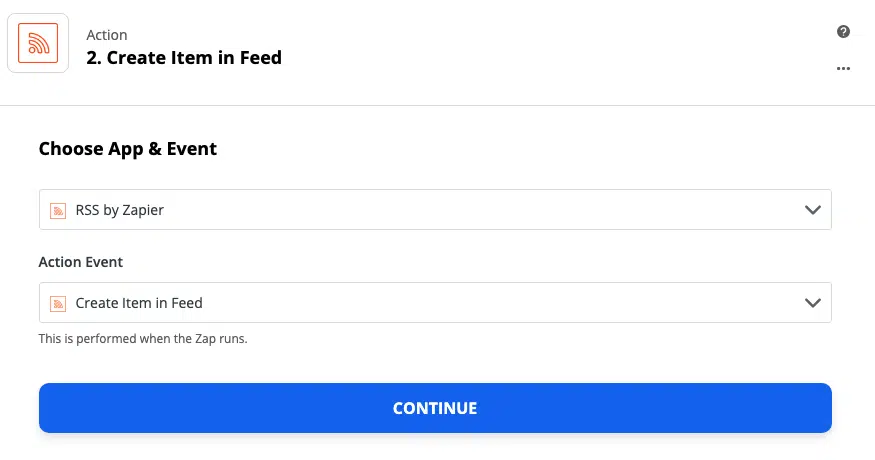 Action
2. Create Item in Feed
Choose App & Event
RSS by Zapier
Action Event
Create Item in Feed
This is performed when the Zap runs.
CONTINUE